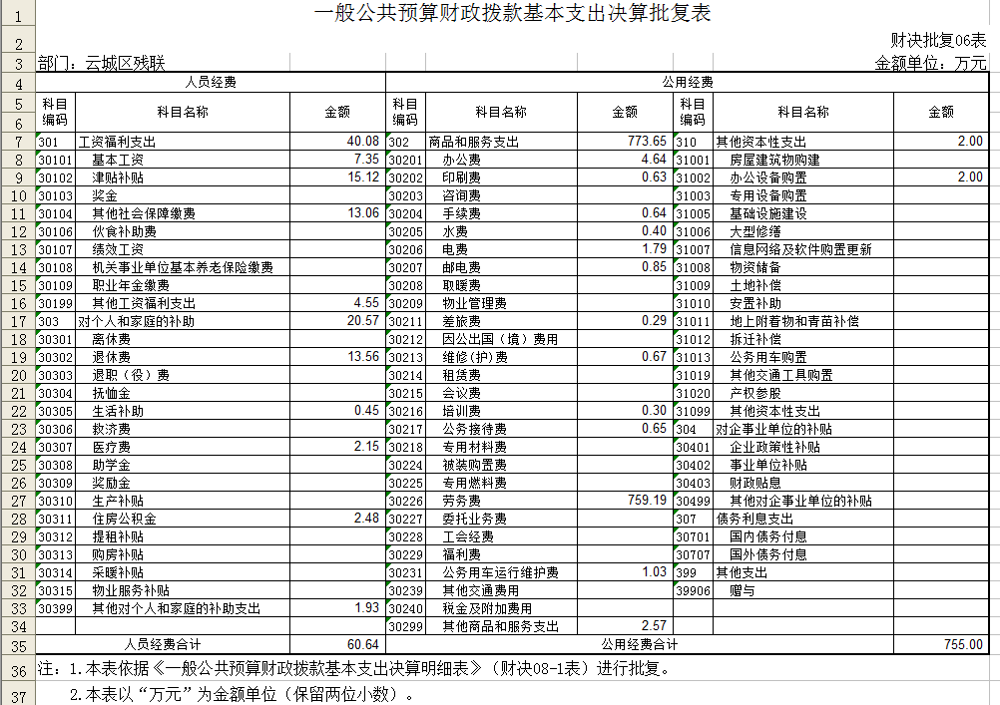 一般公共预算财政拨款基本支出决算批复表
财决批复06表
部门：云城区残联 金额单位：万元
人员经费 公用经费
科目编码 科目名称 金额 科目编码 科目名称 金额 科目编码 科目名称 金额
301 工资福利支出 40.08 302 商品和服务支出 773.65 310 其他资本性支出 2.00
30101 基本工资 7.35 30201 办公费 4.64 31001 房屋建筑物购建
30102 津贴补贴 15.12 30202 印刷费 0.63 31002 办公设备购置 2.00
30103 奖金 30203 咨询费 31003 专用设备购置
30104 其他社会保障缴费 13.06 30204 手续费 0.64 31005 基础设施建设
30106 伙食补助费 30205 水费 0.40 31006 大型修缮
30107 绩效工资 30206 电费 1.79 31007 信息网络及软件购置更新
30108 机关事业单位基本养老保险缴费 30207 邮电费 0.85 31008 物资储备
30109 职业年金缴费 30208 取暖费 31009 土地补偿
30199 其他工资福利支出 4.55 30209 物业管理费 31010 安置补助
303 对个人和家庭的补助 20.57 30211 差旅费 0.29 31011 地上附着物和青苗补偿
30301 离休费 30212 因公出国（境）费用 31012 拆迁补偿
30302 退休费 13.56 30213 维修(护)费 0.67 31013 公务用车购置
30303 退职（役）费 30214 租赁费 31019 其他交通工具购置
30304 抚恤金 30215 会议费 31020 产权参股
30305 生活补助 0.45 30216 培训费 0.30 31099 其他资本性支出
30306 救济费 30217 公务接待费 0.65 304 对企事业单位的补贴
30307 医疗费 2.15 30218 专用材料费 30401 企业政策性补贴
30308 助学金 30224 被装购置费 30402 事业单位补贴
30309 奖励金 30225 专用燃料费 30403 财政贴息
30310 生产补贴 30226 劳务费 759.19 30499 其他对企事业单位的补贴
30311 住房公积金 2.48 30227 委托业务费 307 债务利息支出
30312 提租补贴 30228 工会经费 30701 国内债务付息
30313 购房补贴 30229 福利费 30707 国外债务付息
30314 采暖补贴 30231 公务用车运行维护费 1.03 399 其他支出
30315 物业服务补贴 30239 其他交通费用 39906 赠与
30399 其他对个人和家庭的补助支出 1.93 30240 税金及附加费用
30299 其他商品和服务支出 2.57
人员经费合计 60.64 公用经费合计 755.00
注：1.本表依据《一般公共预算财政拨款基本支出决算明细表》（财决08-1表）进行批复。
2.本表以“万元”为金额单位（保留两位小数）。